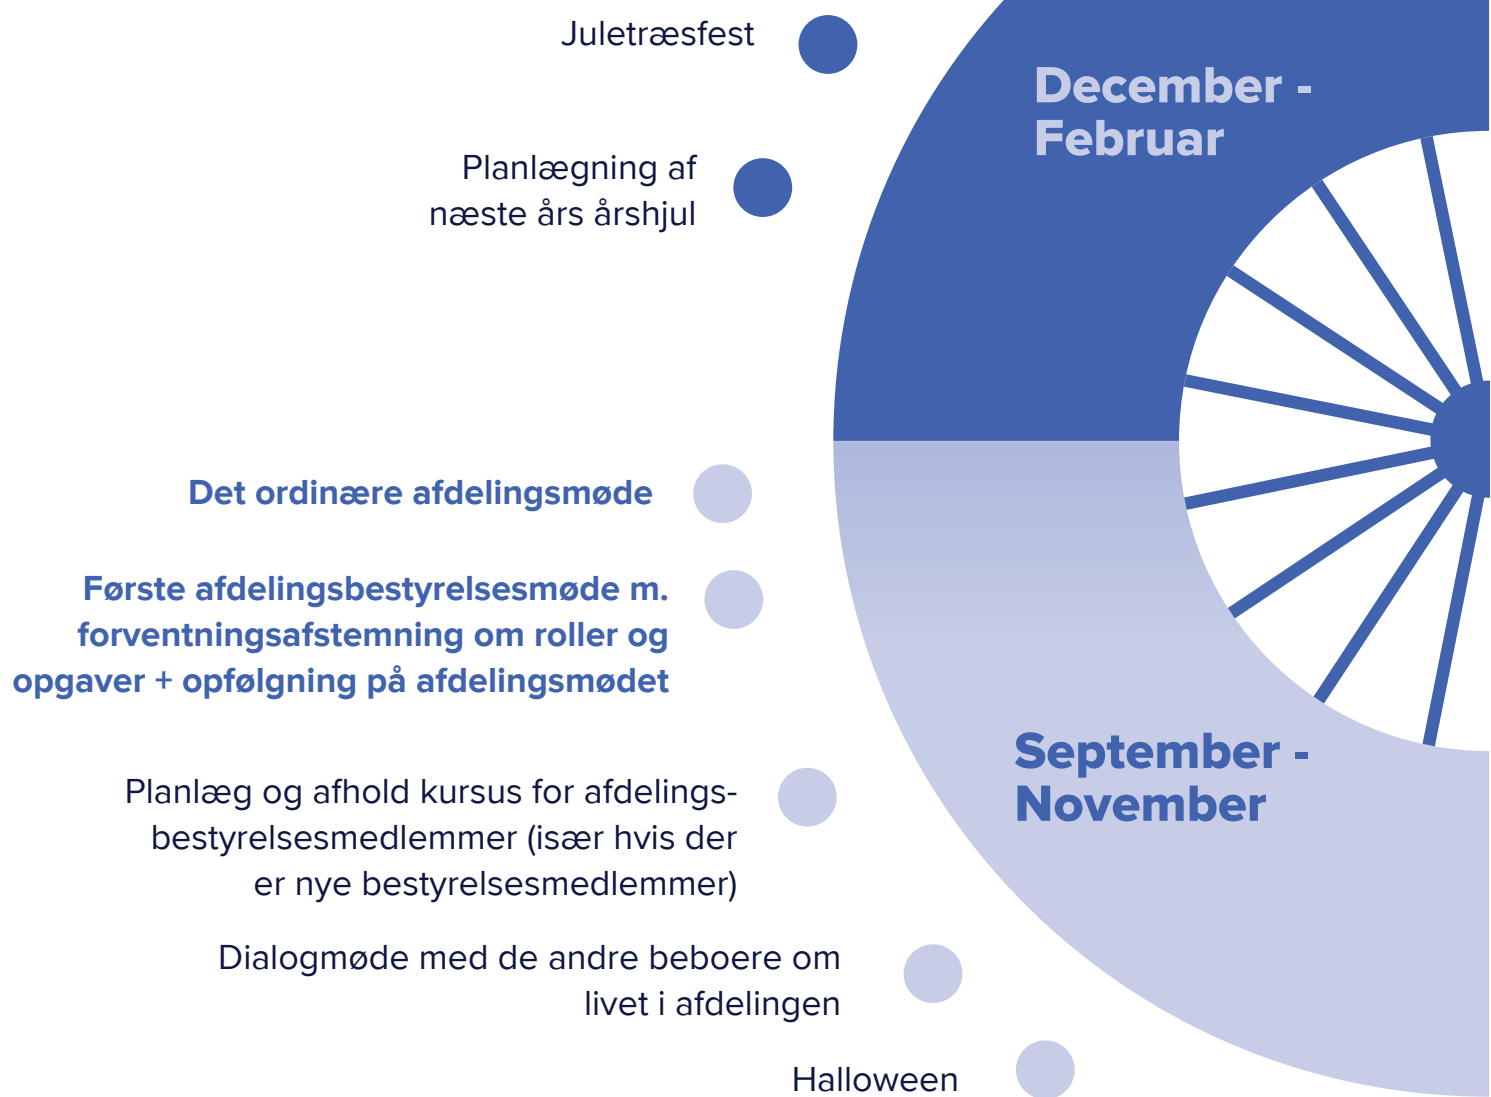 Juletræsfest
December -
Februar
Planlægning af
næste års årshjul
Det ordinære afdelingsmøde
Første afdelingsbestyrelsesmøde m.
forventningsafstemning om roller og
opgaver + opfølgning på afdelingsmødet
September -
November
Planlæg og afhold kursus for afdelings-
bestyrelsesmedlemmer (især hvis der
er nye bestyrelsesmedlemmer)
Dialogmøde med de andre beboere om
livet i afdelingen
Halloween